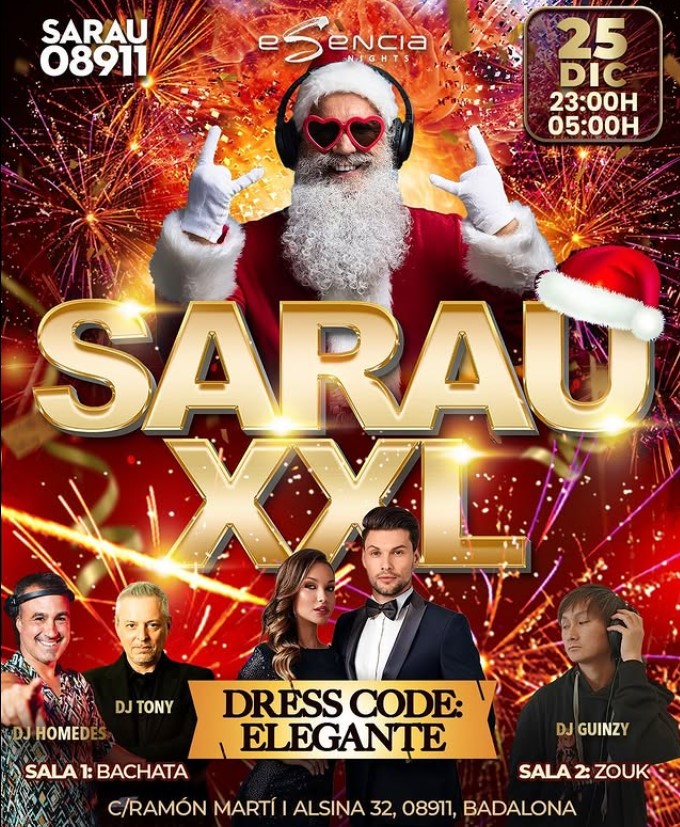 SARAU
08911
eSencia
NIGHTS
25
DIC
23:00H
05:00H
SARAU
XXL
DJ HOMEDES
DJ TONY
DRESS CODE:
ELEGANTE
DJ GUINZY
SALA 1: BACHATA
SALA 2: ZOUK
C/RAMÓN MARTÍ I ALSINA 32, 08911, BADALONA